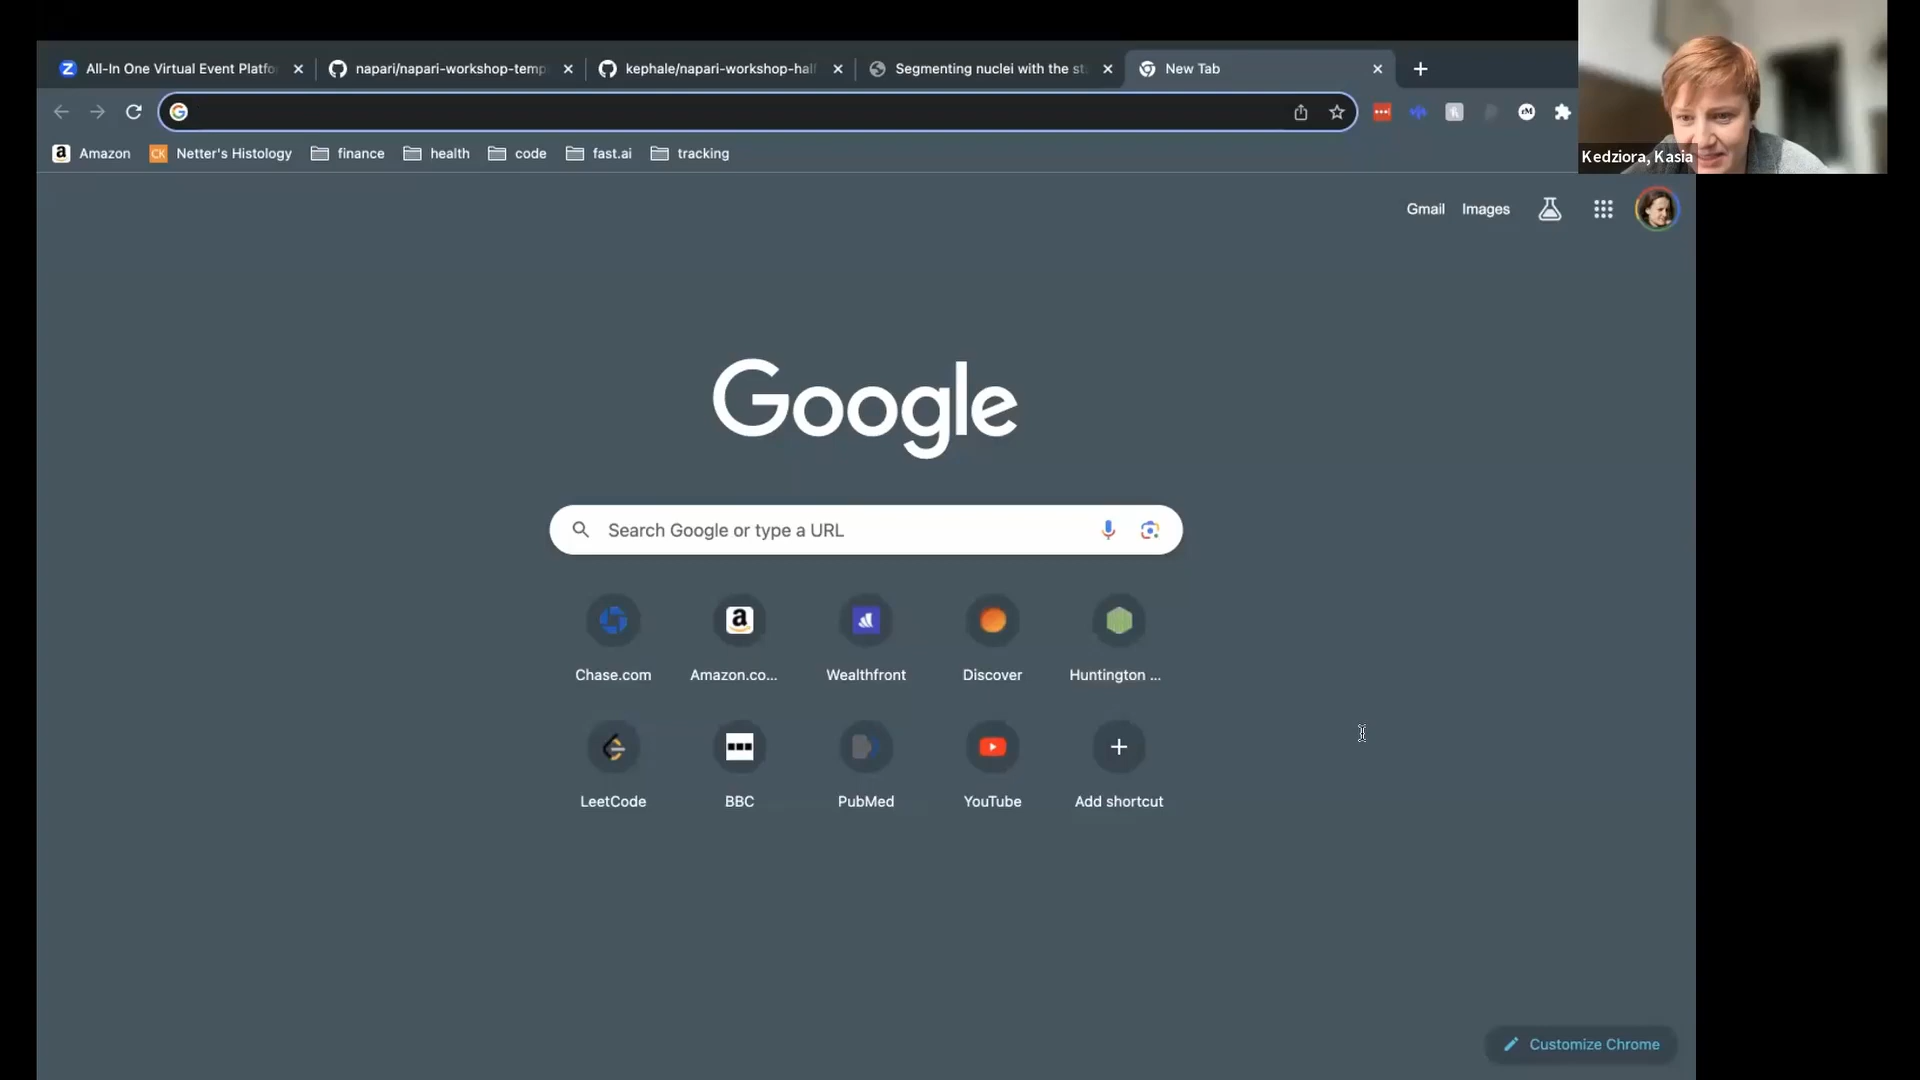 All-In One Virtual Event Platfo
napari/napari-workshop-temp
kephale/napari-workshop-half
Segmenting nuclei with the st
New Tab
Amazon
CK Netter's Histology
finance
health
code
fast.ai
tracking
Kedziora, Kasia
Gmail
Images
Google
Search Google or type a URL
Chase.com
Amazon.co...
Wealthfront
Discover
Huntington ...
LeetCode
BBC
PubMed
YouTube
Add shortcut
Customize Chrome